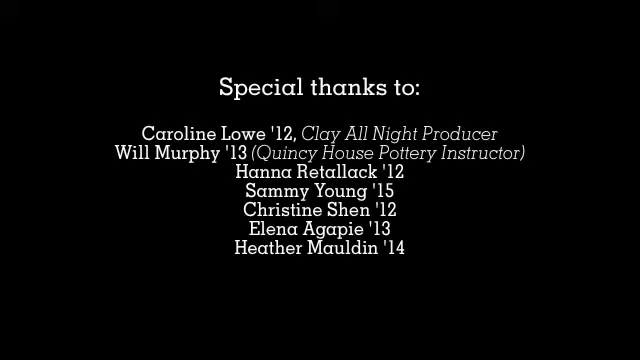 Special thanks to:
Caroline Lowe '12, Clay All Night Producer
Will Murphy '13 (Quincy House Pottery Instructor)
Hanna Retallack '12
Sammy Young '15
Christine Shen '12
Elena Agapie '13
Heather Mauldin '14